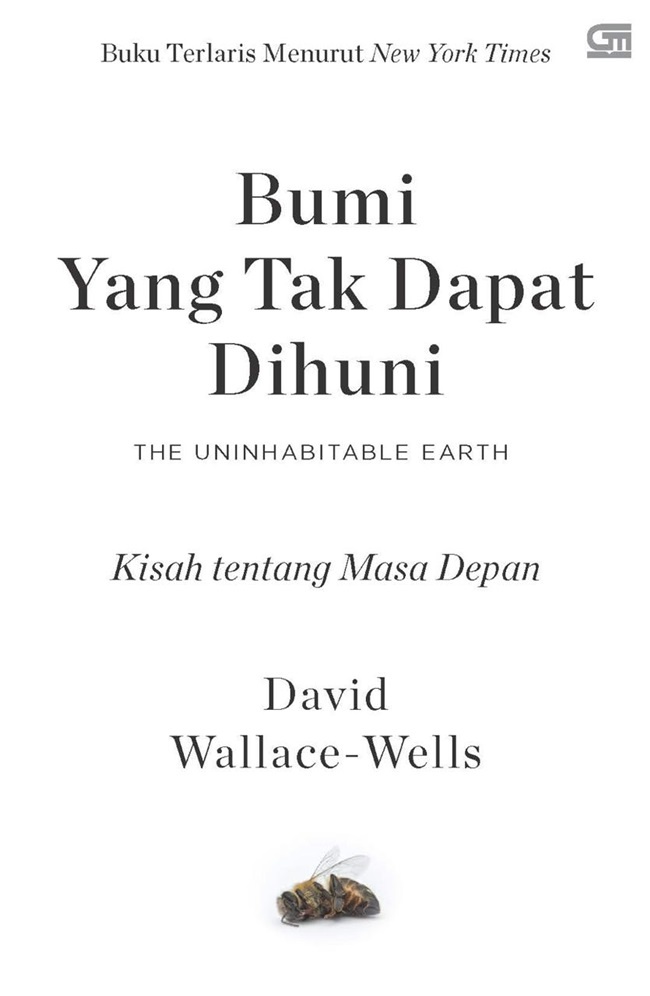 Buku Terlaris Menurut New York Times
GM
Bumi
Yang Tak Dapat
Dihuni
THE UNINHABITABLE EARTH
Kisah tentang Masa Depan
David
Wallace-Wells